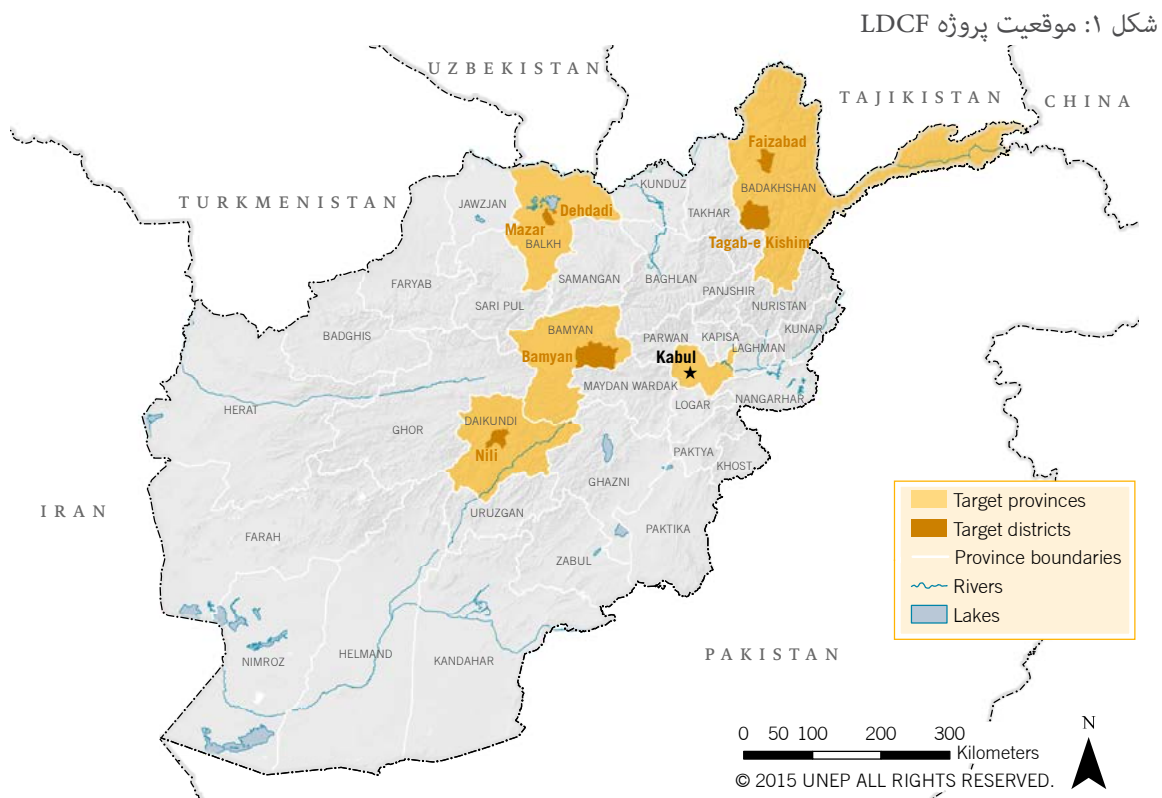 شکل ۱: موقعیت پروژه LDCF
UZBEKISTAN
TAJIKISTAN
CHINA
TURKMENISTAN
Faizabad
KUNDUZ
BADAKHSHAN
JAWZJAN
Dehdadi
TAKHAR
Mazar
BALKH
Tagab-e Kishim
FARYAB
SAMANGAN
BAGHLAN
PANJSHIR
SARI PUL
NURISTAN
BADGHIS
BAMYAN
PARWAN
KAPISA
KUNAR
LAGHMAN
Bamyan
Kabul
MAYDAN WARDAK
NANGARHAR
HERAT
LOGAR
DAIKUNDI
GHOR
Nili
PAKTYA
KHOST
GHAZNI
IRAN
URUZGAN
PAKTIKA
FARAH
ZABUL
Target provinces
Target districts
Province boundaries
Rivers
Lakes
NIMROZ
HELMAND
KANDAHAR
PAKISTAN
N
0 50 100 200 300
Kilometers
© 2015 UNEP ALL RIGHTS RESERVED.